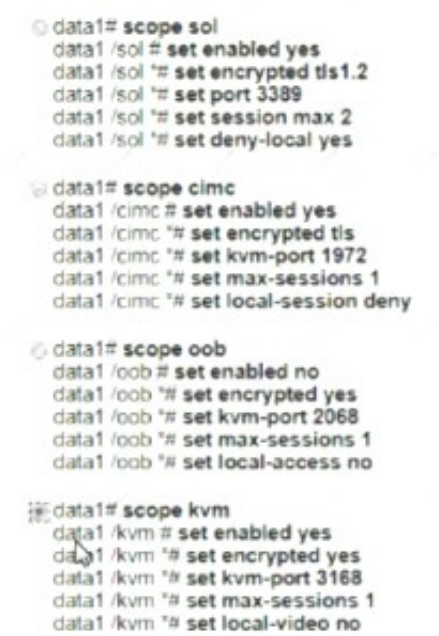 data1# scope sol
data1 /sol # set enabled yes
data1 /sol *# set encrypted tls1.2
data1 /sol *# set port 3389
data1 /sol *# set session max 2
data1 /sol *# set deny-local yes
data1# scope cimc
data1 /cimc # set enabled yes
data1 /cimc *# set encrypted tls
data1 /cimc *# set kvm-port 1972
data1 /cimc *# set max-sessions 1
data1 /cimc *# set local-session deny
data1# scope oob
data1 /oob # set enabled no
data1 /oob *# set encrypted yes
data1 /oob *# set kvm-port 2068
data1 /oob *# set max-sessions 1
data1 /oob *# set local-access no
data1# scope kvm
data1 /kvm # set enabled yes
data1 /kvm *# set encrypted yes
data1 /kvm *# set kvm-port 3168
data1 /kvm *# set max-sessions 1
data1 /kvm *# set local-video no